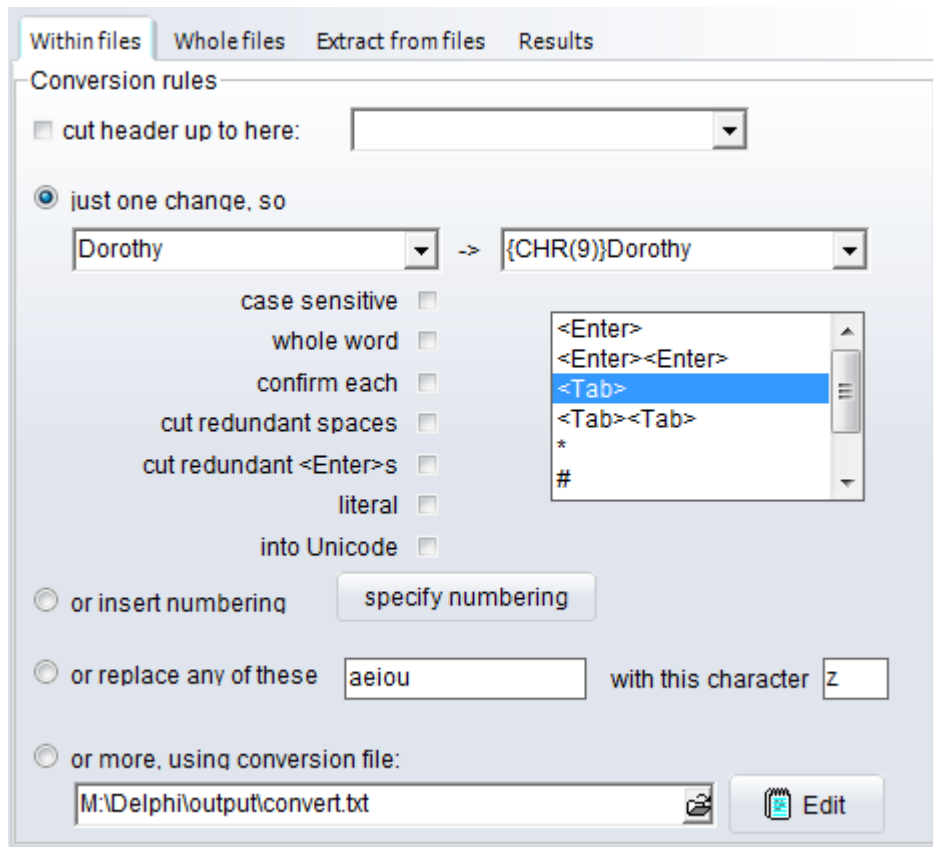 Within files Whole files Extract from files Results
Conversion rules
cut header up to here:
just one change, so
Dorothy -> {CHR(9)}Dorothy
case sensitive
whole word
confirm each
cut redundant spaces
cut redundant <Enter>s
literal
into Unicode
<Enter>
<Enter><Enter>
<Tab>
<Tab><Tab>
*
#
or insert numbering specify numbering
or replace any of these aeiou with this character z
or more, using conversion file:
M:\Delphi\output\convert.txt Edit